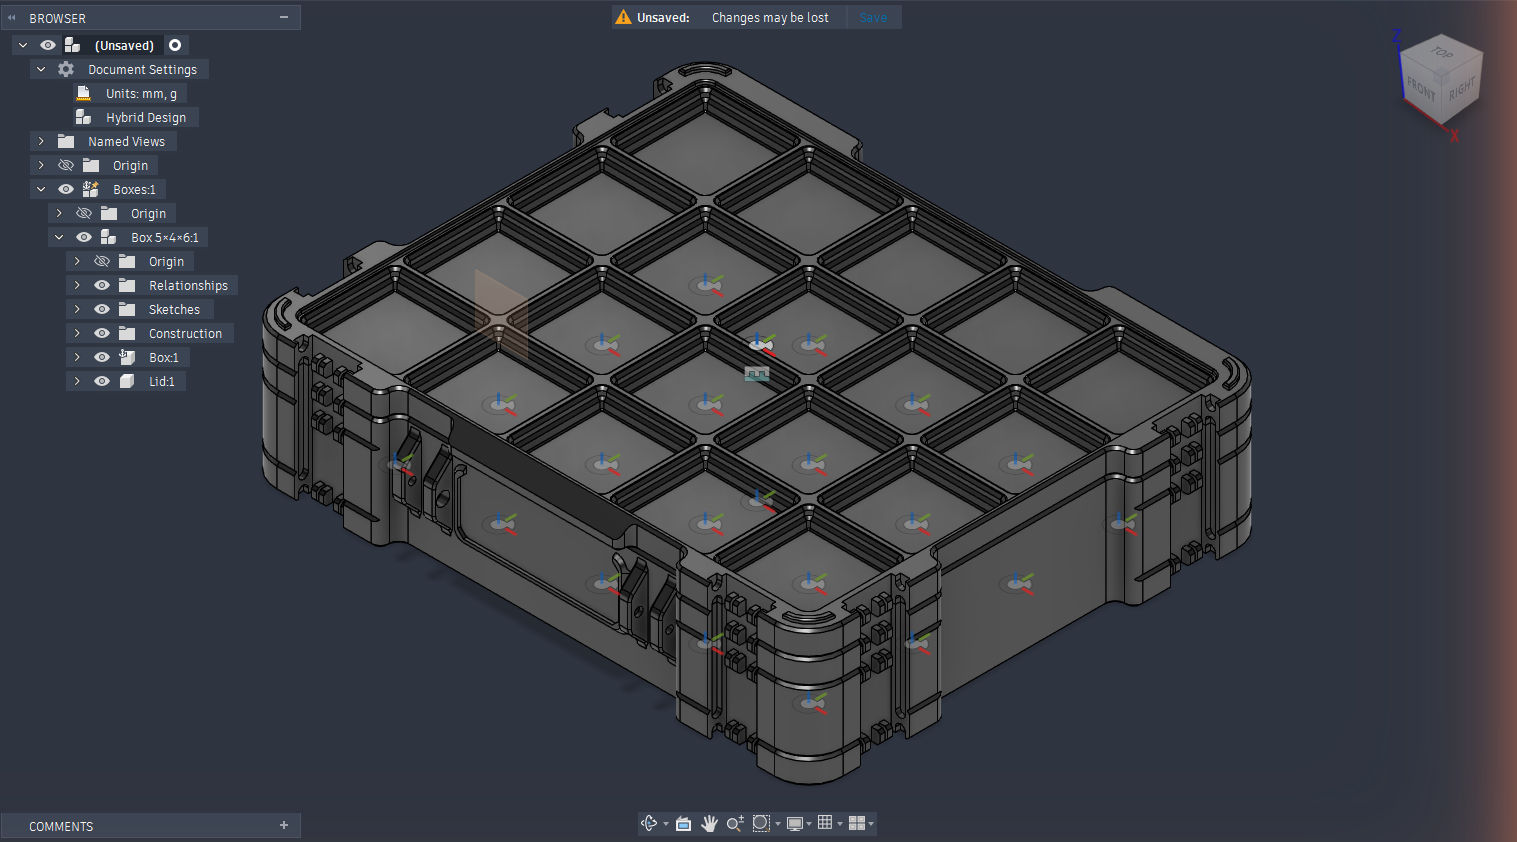 BROWSER
Unsaved: Changes may be lost Save
(Unsaved)
Document Settings
Units: mm, g
Hybrid Design
Named Views
Origin
Boxes:1
Origin
Box 5×4×6:1
Origin
Relationships
Sketches
Construction
Box:1
Lid:1
Z
TOP
FRONT
RIGHT
X
COMMENTS